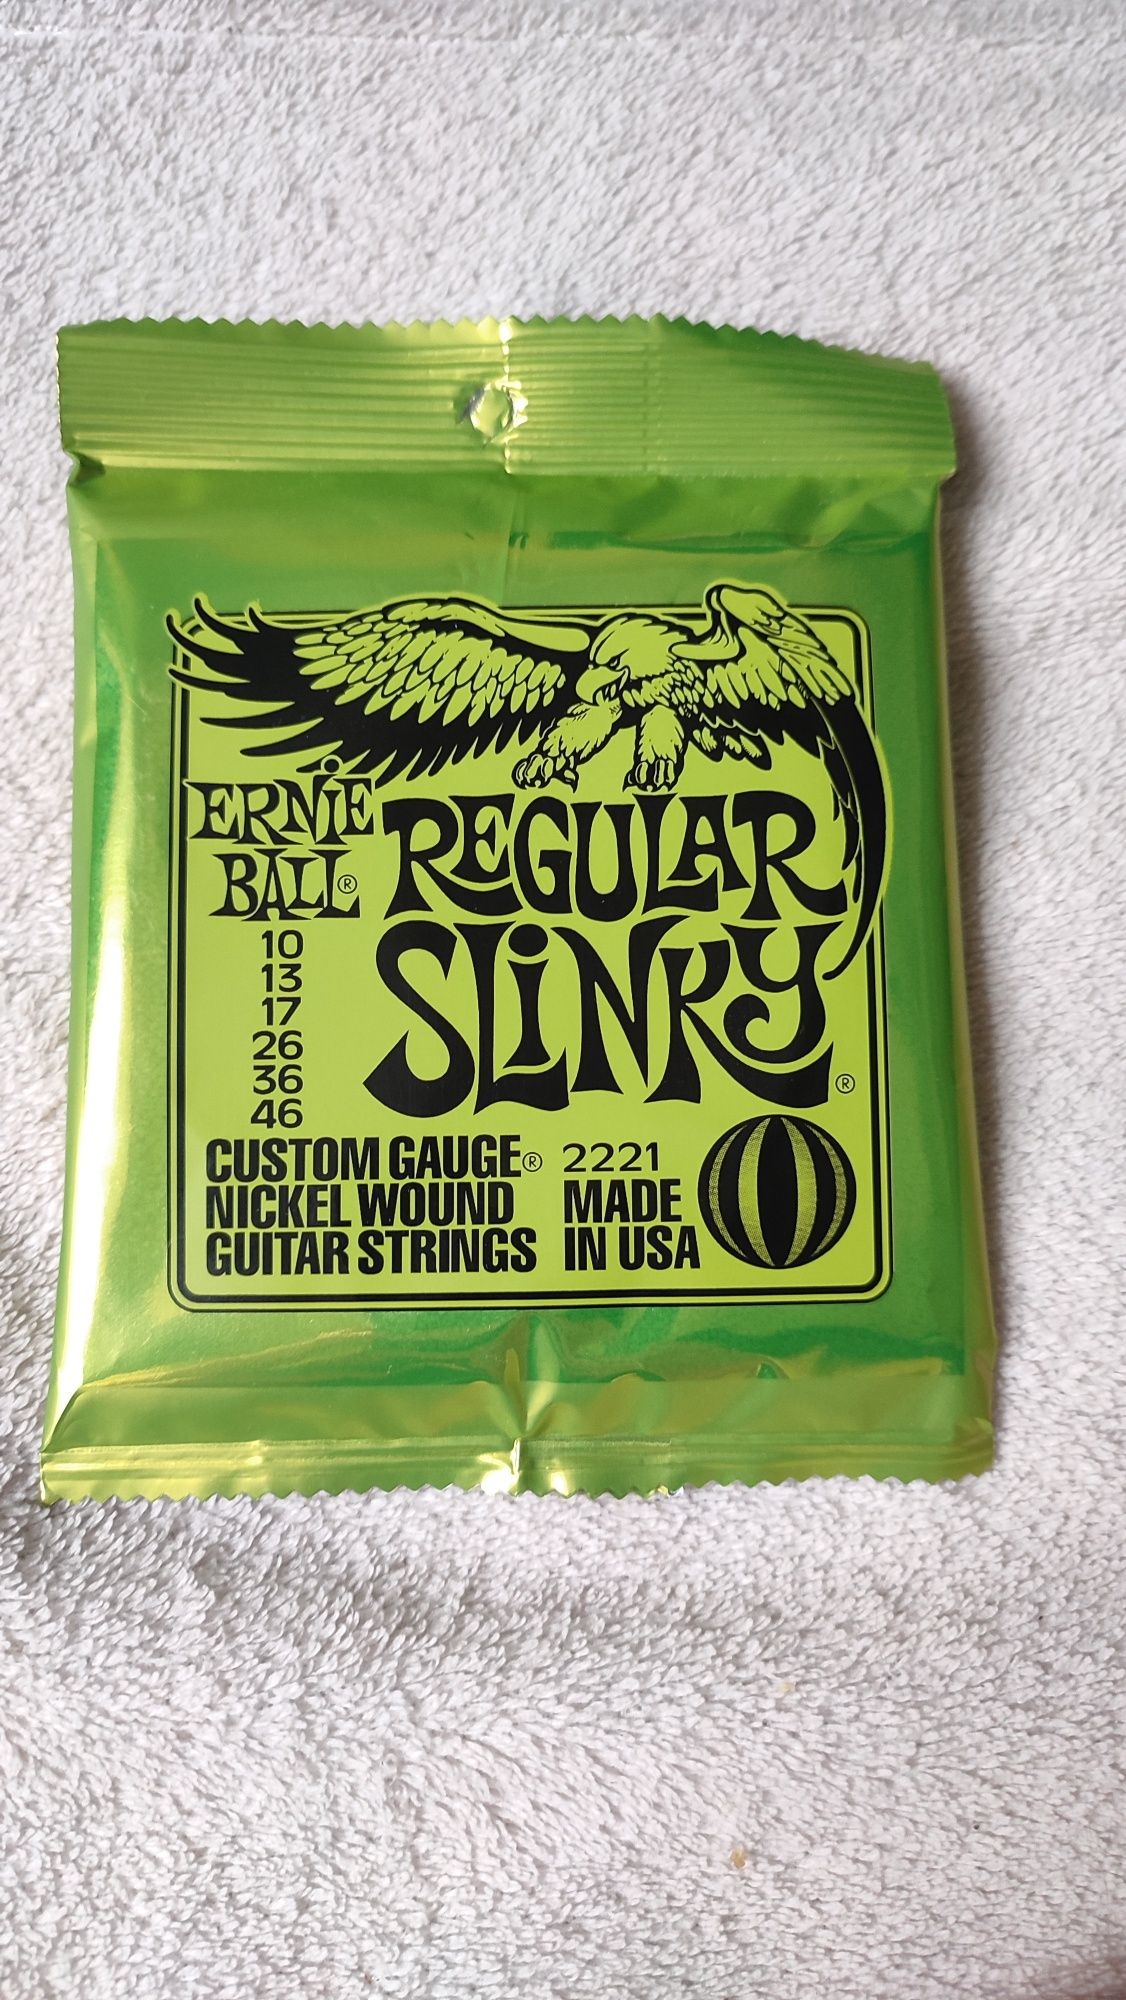 ERNiE
BALL®
REGULAR
SLiNKY®
10
13
17
26
36
46
CUSTOM GAUGE®
NICKEL WOUND
GUITAR STRINGS
2221
MADE
IN USA